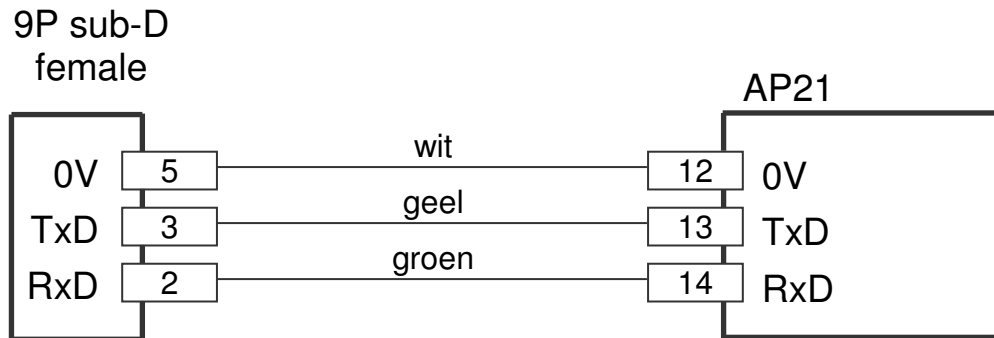 9P sub-D
female
AP21
wit
0V 5 12 0V
geel
TxD 3 13 TxD
groen
RxD 2 14 RxD